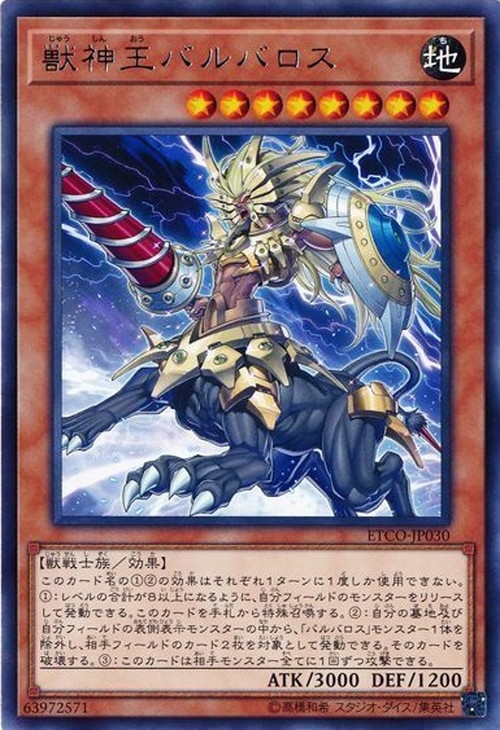 獣神王バルバロス
じゅう しん おう
地
ち
ETCO-JP030
【獣戦士族/効果】
このカード名の①②の効果はそれぞれ1ターンに1度しか使用できない。
①:レベルの合計が8以上になるように、自分フィールドのモンスターをリリース
して発動できる。このカードを手札から特殊召喚する。②:自分の墓地及び
自分フィールドの表側表示モンスターの中から、「バルバロス」モンスター1体を
除外し、相手フィールドのカード2枚を対象として発動できる。そのカードを
破壊する。③:このカードは相手モンスター全てに1回ずつ攻撃できる。
ATK/3000 DEF/1200
63972571
©高橋和希 スタジオ・ダイス/集英社